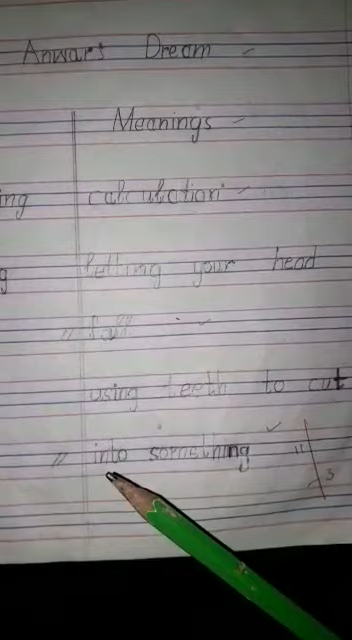 Anwar's Dream
Meanings
ing calculation
g letting your head
" fall
using teeth to cut
" into something